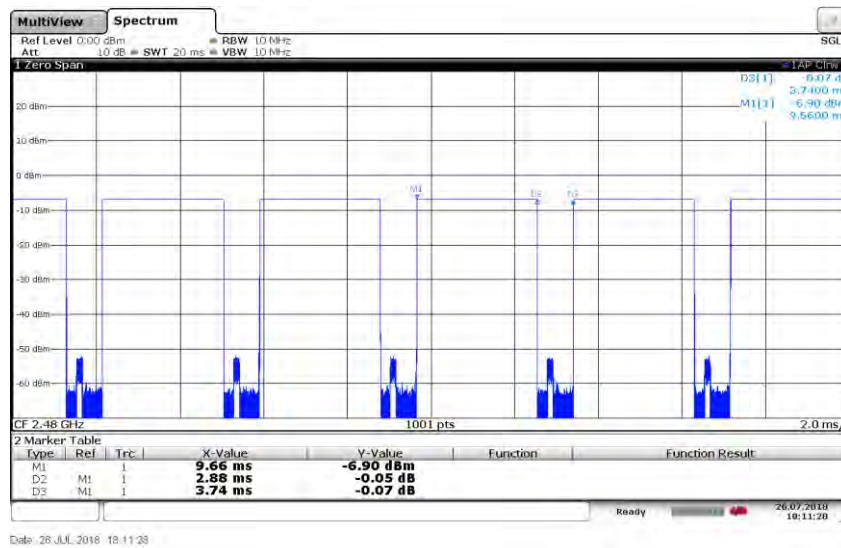 MultiView Spectrum
Ref Level 0.00 dBm RBW 10 MHz SGL
Att 10 dB SWT 20 ms VBW 10 MHz
1 Zero Span 1AP Clrw
D3[1] -0.07 d
3.7400 m
M1[1] -6.90 dBm
20 dBm
10 dBm
0 dBm
M1 D2 D3
-10 dBm
-20 dBm
-30 dBm
-40 dBm
-50 dBm
-60 dBm
CF 2.48 GHz 1001 pts 2.0 ms/
2 Marker Table
Type Ref Trc X-Value Y-Value Function Function Result
M1 1 9.66 ms -6.90 dBm
D2 M1 1 2.88 ms -0.05 dB
D3 M1 1 3.74 ms -0.07 dB
Ready 26.07.2018
18:11:28
Date: 26 JUL 2018 18:11:28